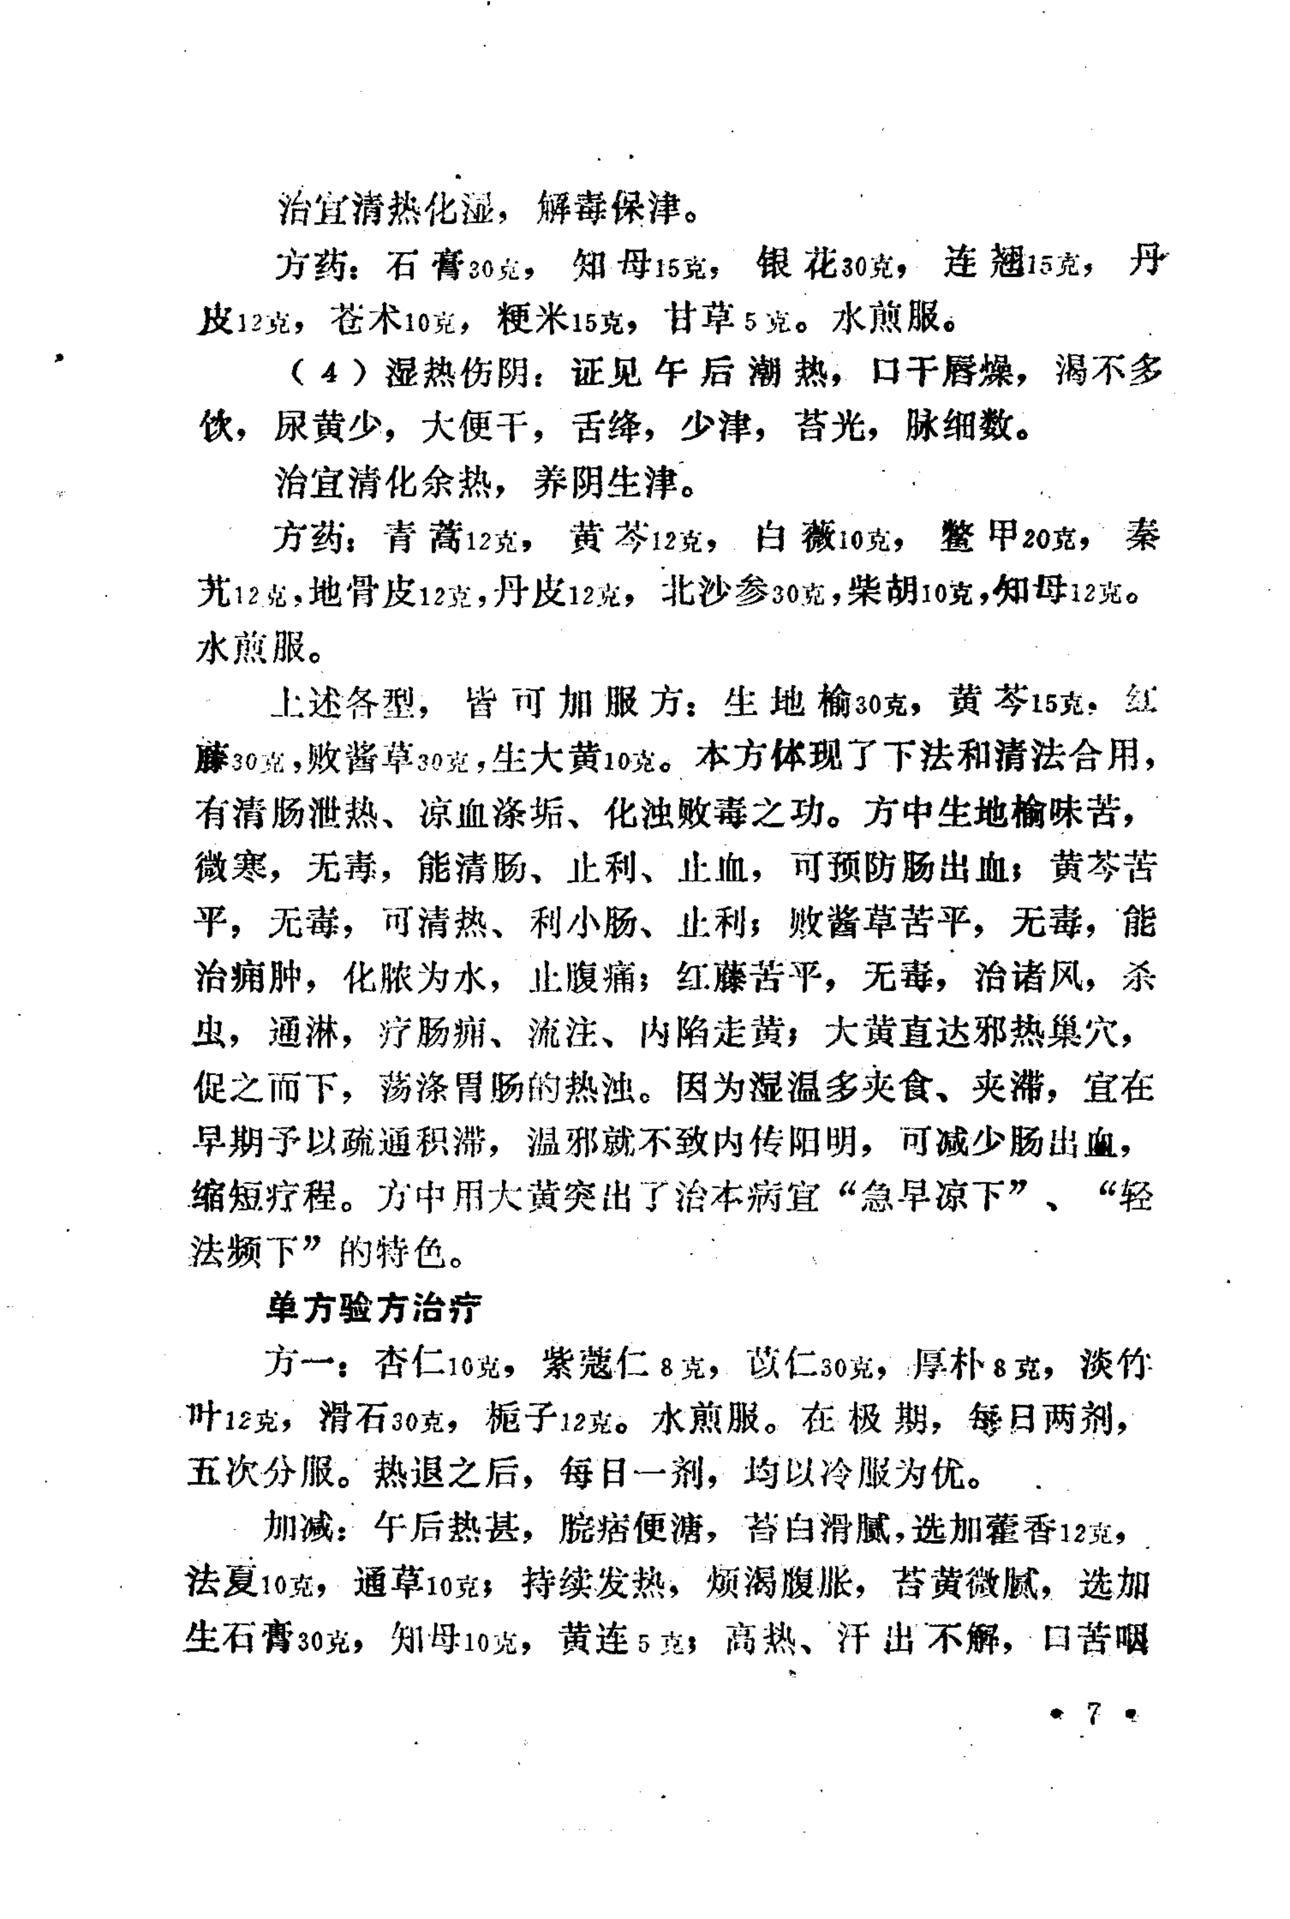 治宜清热化湿，解毒保津。
方药：石膏30克，知母15克，银花30克，连翘15克，丹
皮12克，苍术10克，粳米15克，甘草5克。水煎服。
（4）湿热伤阴：证见午后潮热，口干唇燥，渴不多
饮，尿黄少，大便干，舌绛，少津，苔光，脉细数。
治宜清化余热，养阴生津。
方药：青蒿12克，黄芩12克，白薇10克，鳖甲20克，秦
艽12克，地骨皮12克，丹皮12克，北沙参30克，柴胡10克，知母12克。
水煎服。
上述各型，皆可加服方：生地榆30克，黄芩15克，红
藤30克，败酱草30克，生大黄10克。本方体现了下法和清法合用，
有清肠泄热、凉血涤垢、化浊败毒之功。方中生地榆味苦，
微寒，无毒，能清肠、止利、止血，可预防肠出血；黄芩苦
平，无毒，可清热、利小肠、止利；败酱草苦平，无毒，能
治痈肿，化脓为水，止腹痛；红藤苦平，无毒，治诸风，杀
虫，通淋，疗肠痈、流注、内陷走黄；大黄直达邪热巢穴，
促之而下，荡涤胃肠的热浊。因为湿温多夹食、夹滞，宜在
早期予以疏通积滞，温邪就不致内传阳明，可减少肠出血，
缩短疗程。方中用大黄突出了治本病宜“急早凉下”、“轻
法频下”的特色。
单方验方治疗
方一：杏仁10克，紫蔻仁8克，苡仁30克，厚朴8克，淡竹
叶12克，滑石30克，栀子12克。水煎服。在极期，每日两剂，
五次分服。热退之后，每日一剂，均以冷服为优。
加减：午后热甚，脘痞便溏，苔白滑腻，选加藿香12克，
法夏10克，通草10克；持续发热，烦渴腹胀，苔黄微腻，选加
生石膏30克，知母10克，黄连5克；高热、汗出不解，口苦咽
• 7 •